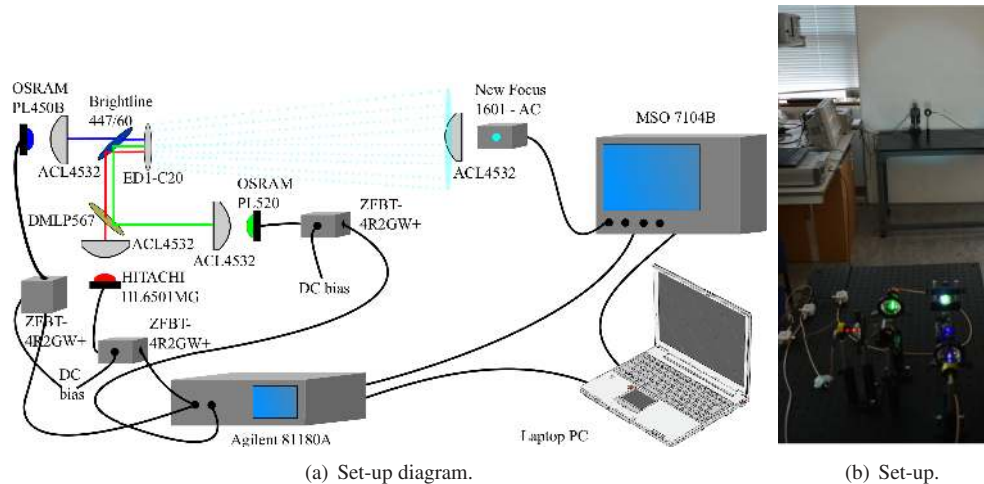 OSRAM
PL450B
Brightline
447/60
New Focus
1601 - AC
MSO 7104B
ACL4532
ED1-C20
ACL4532
OSRAM
PL520
ZFBT-
4R2GW+
DMLP567
ACL4532
ACL4532
HITACHI
HL6501MG
DC bias
ZFBT-
4R2GW+
ZFBT-
4R2GW+
DC
bias
Agilent 81180A
Laptop PC
(a) Set-up diagram.
(b) Set-up.